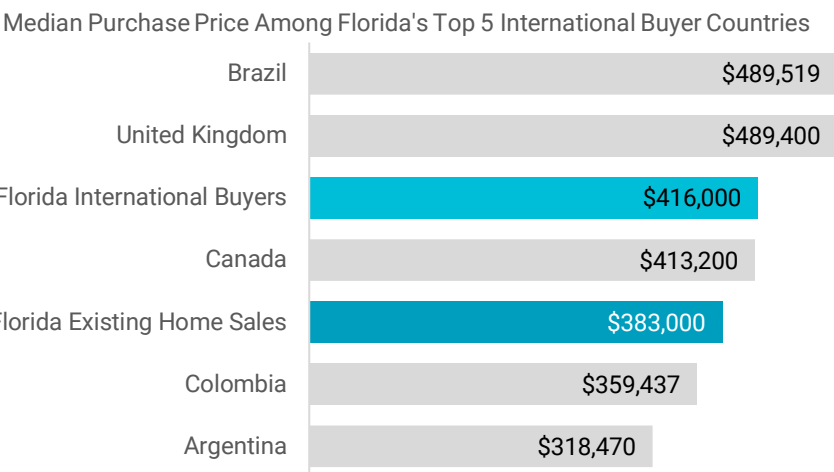 Median Purchase Price Among Florida's Top 5 International Buyer Countries
Brazil $489,519
United Kingdom $489,400
Florida International Buyers $416,000
Canada $413,200
Florida Existing Home Sales $383,000
Colombia $359,437
Argentina $318,470